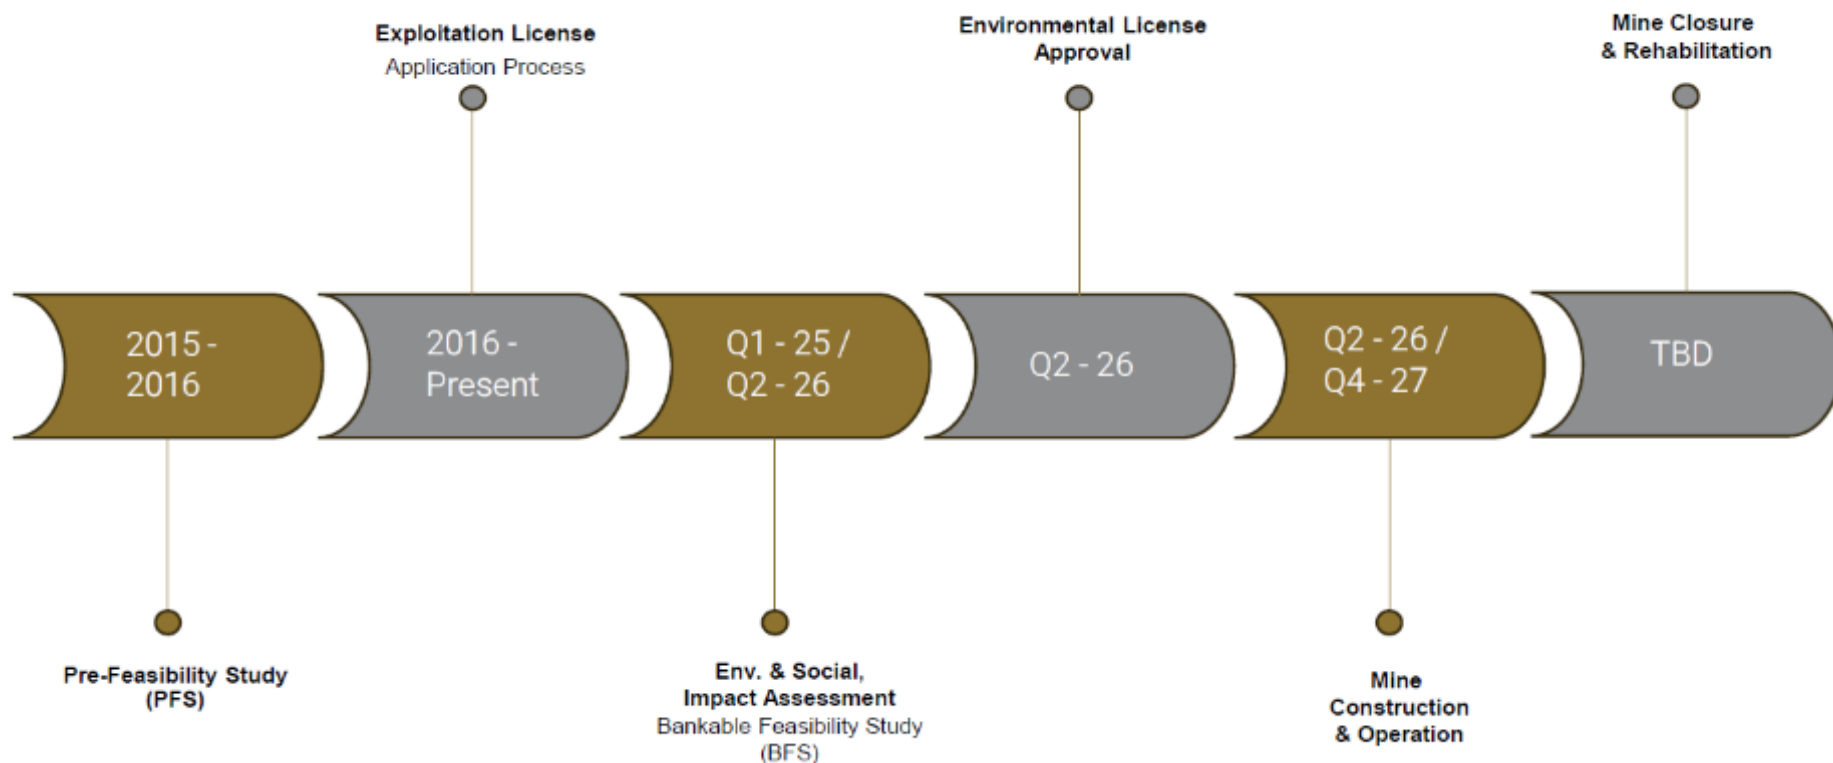 Exploitation License
Application Process
Environmental License
Approval
Mine Closure
& Rehabilitation
2015 -
2016
2016 -
Present
Q1 - 25 /
Q2 - 26
Q2 - 26
Q2 - 26 /
Q4 - 27
TBD
Pre-Feasibility Study
(PFS)
Env. & Social,
Impact Assessment
Bankable Feasibility Study
(BFS)
Mine
Construction
& Operation